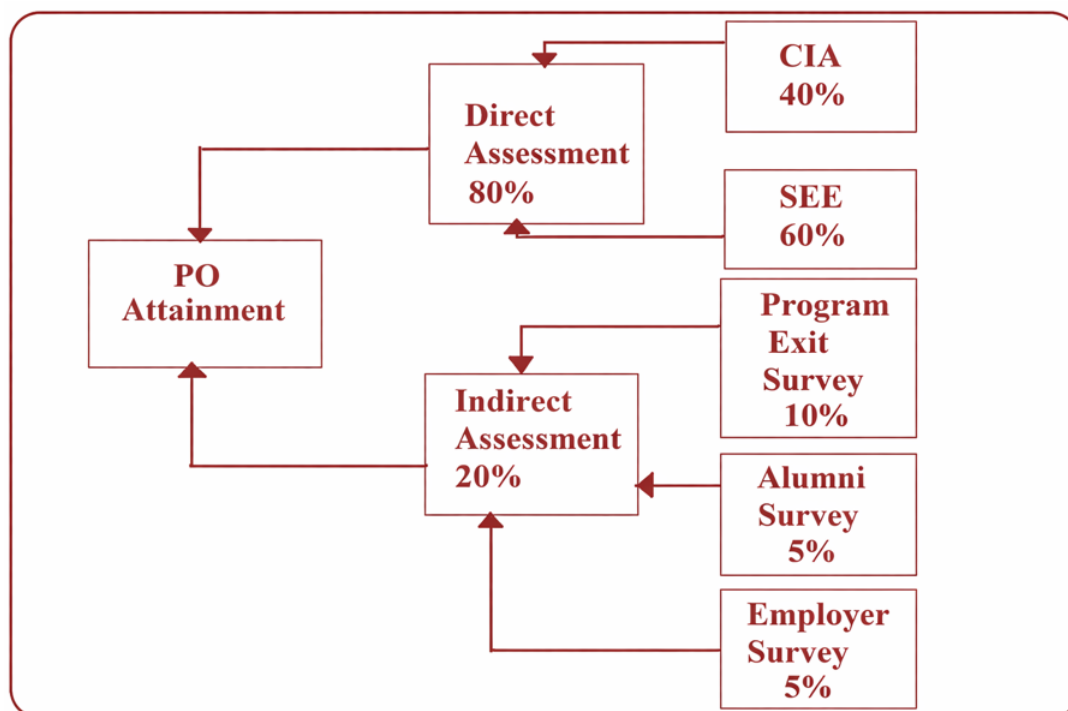 CIA
40%
Direct
Assessment
80%
SEE
60%
PO
Attainment
Program
Exit
Survey
10%
Indirect
Assessment
20%
Alumni
Survey
5%
Employer
Survey
5%